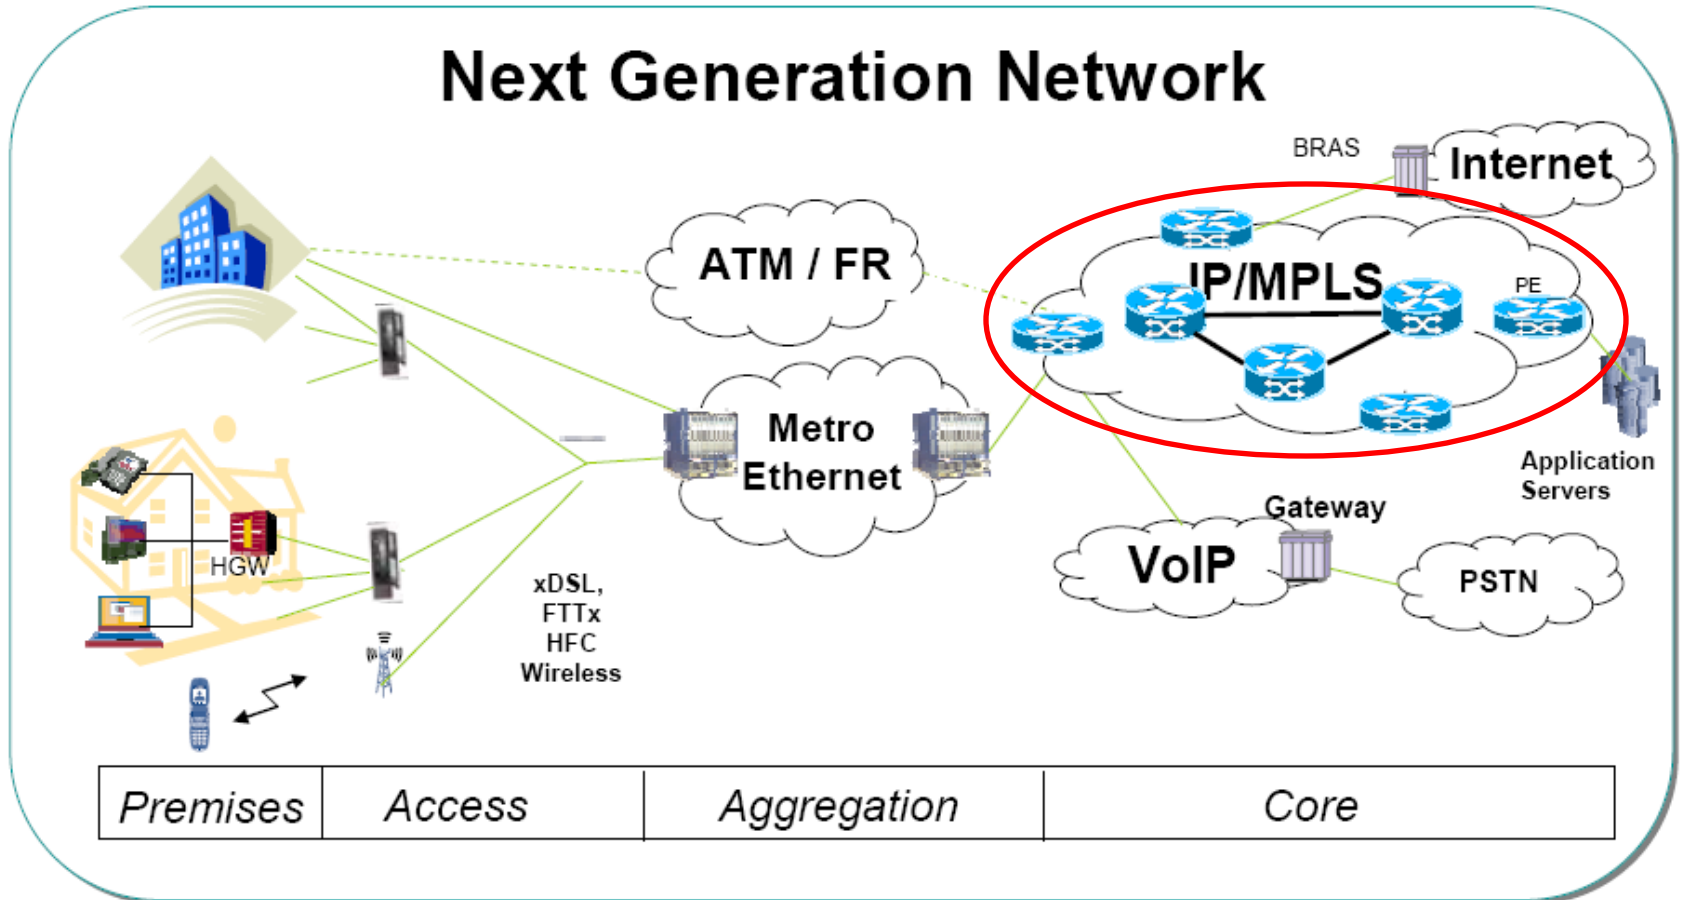 Next Generation Network
BRAS
Internet
ATM / FR
IP/MPLS
PE
Metro
Ethernet
Application
Servers
Gateway
VoIP
PSTN
HGW
xDSL,
FTTx
HFC
Wireless
Premises
Access
Aggregation
Core